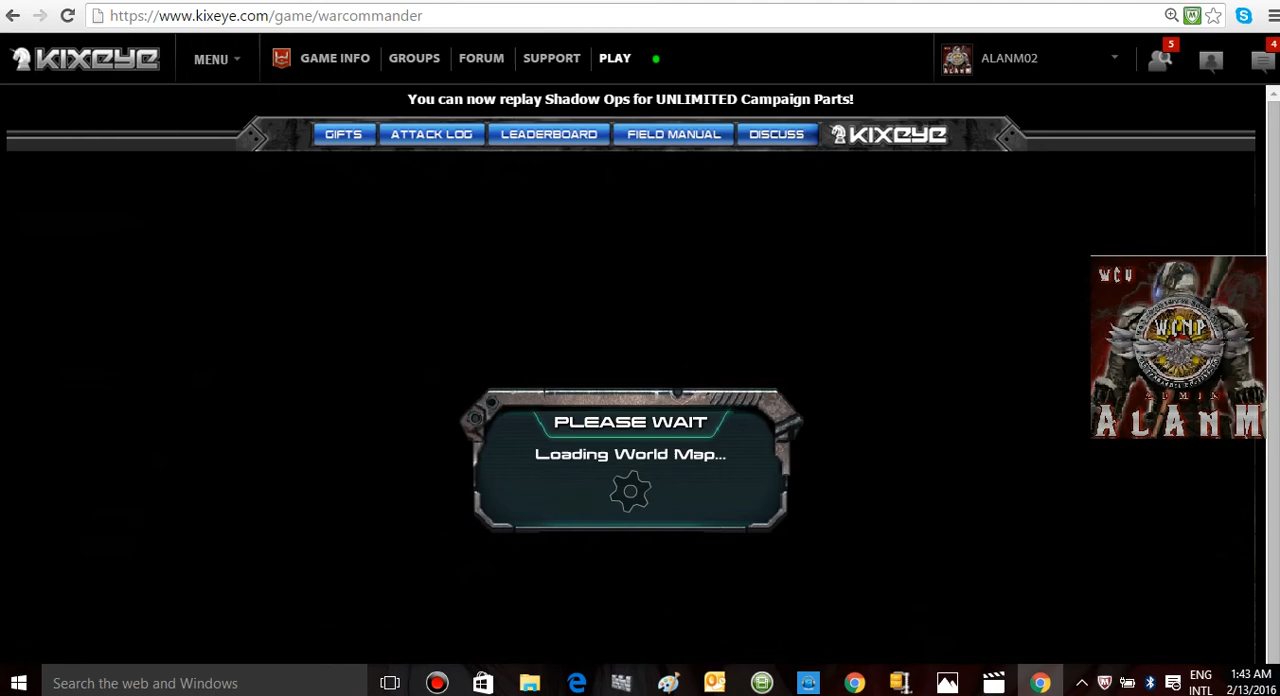 https://www.kixeye.com/game/warcommander
KIXEYE
MENU
GAME INFO
GROUPS
FORUM
SUPPORT
PLAY
ALANM02
5
4
You can now replay Shadow Ops for UNLIMITED Campaign Parts!
GIFTS
ATTACK LOG
LEADERBOARD
FIELD MANUAL
DISCUSS
KIXEYE
WCU
WCNP
ALANM
PLEASE WAIT
Loading World Map...
Search the web and Windows
ENG
INTL
1:43 AM
2/13/2016